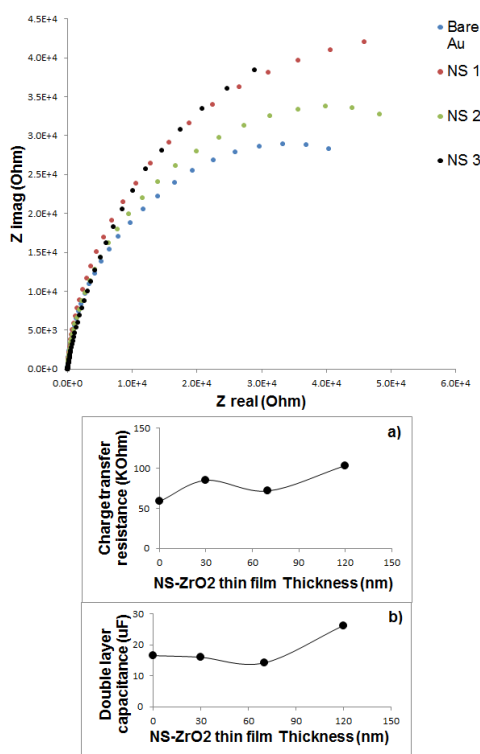 4.5E+4
4.0E+4
3.5E+4
3.0E+4
2.5E+4
2.0E+4
1.5E+4
1.0E+4
5.0E+3
0.0E+0
Z imag (Ohm)
0.0E+0 1.0E+4 2.0E+4 3.0E+4 4.0E+4 5.0E+4 6.0E+4
Z real (Ohm)
Bare
Au
NS 1
NS 2
NS 3
a)
Charge transfer
resistance (KOhm)
150
100
50
0
0 30 60 90 120 150
NS-ZrO2 thin film Thickness (nm)
b)
Double layer
capacitance (uF)
30
20
10
0
0 30 60 90 120 150
NS-ZrO2 thin film Thickness (nm)